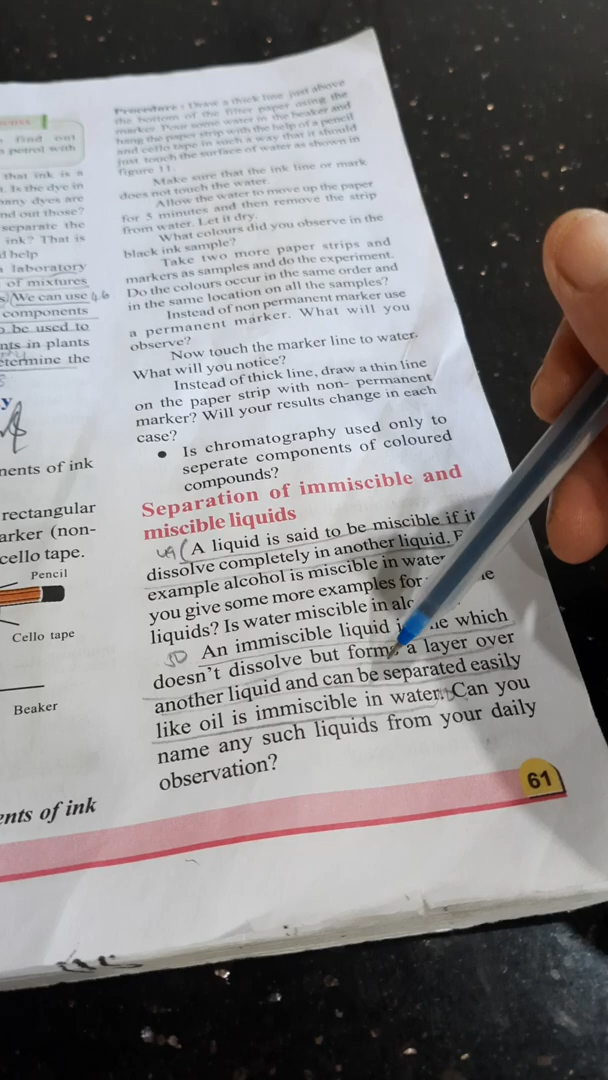 find out
petrol with
that ink is a
Is the dye in
many dyes are
out those?
separate the
ink? That is
help
laboratory
of mixtures
We can use
components
be used to
in plants
determine the
y
ents of ink
rectangular
arker (non-
cello tape.
Pencil
Cello tape
Beaker
ents of ink
Procedure : Draw a thick line just above
the bottom of the filter paper using the
marker. Pour some water in the beaker and
hang the paper strip with the help of a pencil
and cello tape in such a way that it should
just touch the surface of water as shown in
figure 11.
Make sure that the ink line or mark
does not touch the water.
Allow the water to move up the paper
for 5 minutes and then remove the strip
from water. Let it dry.
What colours did you observe in the
black ink sample?
Take two more paper strips and
markers as samples and do the experiment.
Do the colours occur in the same order and
in the same location on all the samples?
Instead of non permanent marker use
a permanent marker. What will you
observe?
Now touch the marker line to water.
What will you notice?
Instead of thick line, draw a thin line
on the paper strip with non- permanent
marker? Will your results change in each
case?
• Is chromatography used only to
seperate components of coloured
compounds?
Separation of immiscible and
miscible liquids
A liquid is said to be miscible if it
dissolve completely in another liquid.
example alcohol is miscible in water
you give some more examples for
liquids? Is water miscible in
An immiscible liquid which
doesn't dissolve but forms a layer over
another liquid and can be separated easily
like oil is immiscible in water. Can you
name any such liquids from your daily
observation?
61